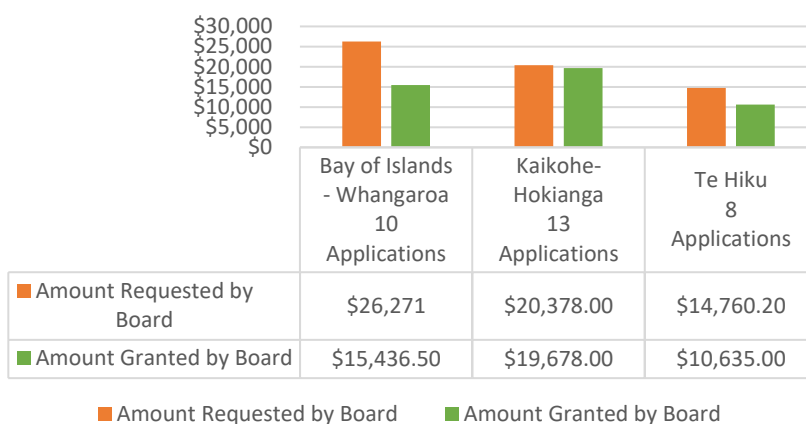 $30,000
$25,000
$20,000
$15,000
$10,000
$5,000
$0
Bay of Islands
- Whangaroa
10
Applications
Kaikohe-
Hokianga
13
Applications
Te Hiku
8
Applications
Amount Requested by
Board
$26,271
$20,378.00
$14,760.20
Amount Granted by Board
$15,436.50
$19,678.00
$10,635.00
Amount Requested by Board
Amount Granted by Board